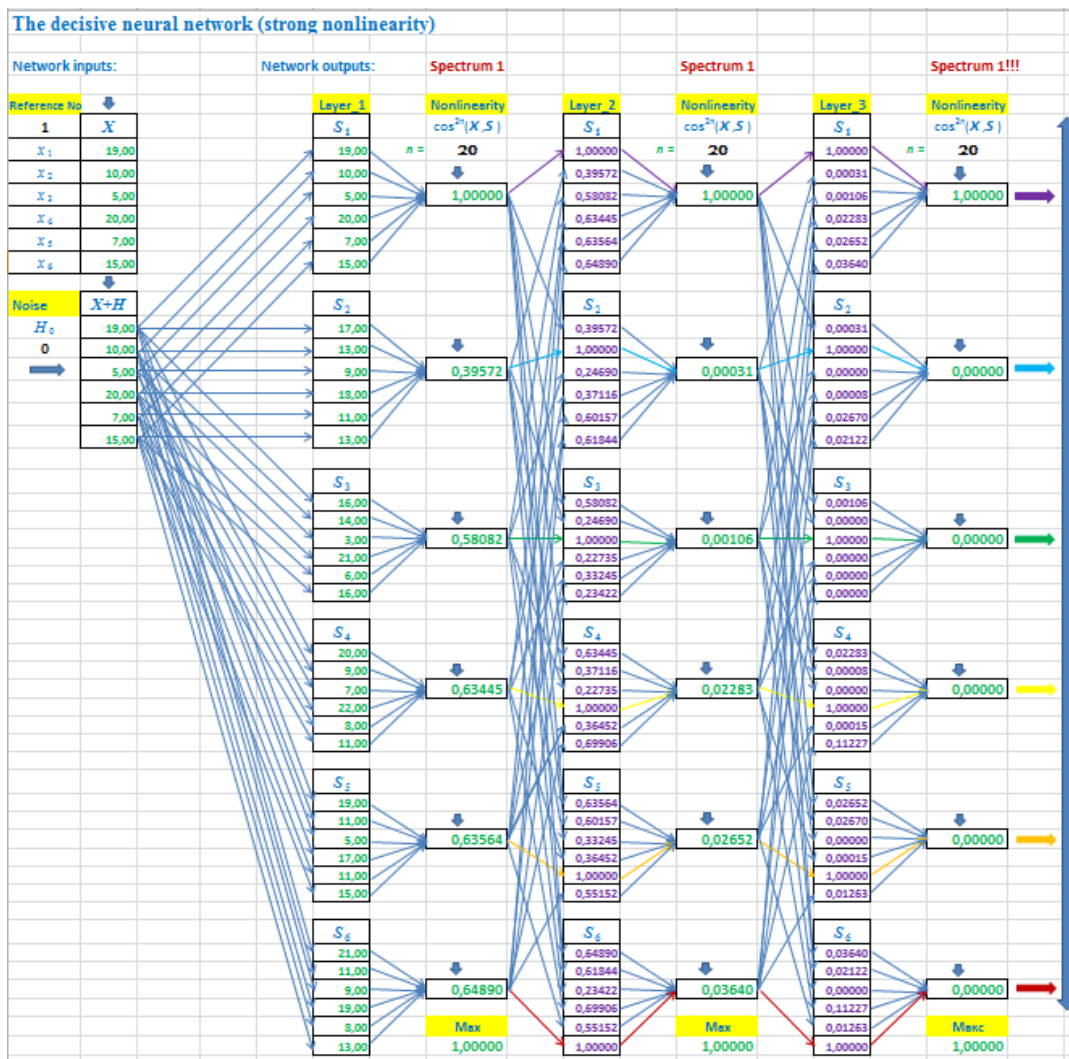 The decisive neural network (strong nonlinearity)
Network inputs: Network outputs: Spectrum 1 Spectrum 1 Spectrum 1!!!
Reference No Layer_1 Nonlinearity Layer_2 Nonlinearity Layer_3 Nonlinearity
1 X S₁ cos²ⁿ(X,S) S₁ cos²ⁿ(X,S) S₁ cos²ⁿ(X,S)
x₁ 19,00 19,00 n = 20 1,00000 n = 20 1,00000 n = 20
x₂ 10,00 10,00 0,39572 0,00031
x₃ 5,00 5,00 1,00000 0,58082 1,00000 0,00106 1,00000
x₄ 20,00 20,00 0,63445 0,02283
x₅ 7,00 7,00 0,63564 0,02652
x₆ 15,00 15,00 0,64890 0,03640
Noise X+H S₂ S₂ S₂
H₀ 19,00 17,00 0,39572 0,00031
0 10,00 13,00 1,00000 1,00000
5,00 9,00 0,39572 0,24690 0,00031 0,00000 0,00000
20,00 18,00 0,37116 0,00008
7,00 11,00 0,60157 0,02670
15,00 13,00 0,61844 0,02122
S₃ S₃ S₃
16,00 0,58082 0,00106
14,00 0,24690 0,00000
3,00 0,58082 1,00000 0,00106 1,00000 0,00000
21,00 0,22735 0,00000
6,00 0,33245 0,00000
16,00 0,23422 0,00000
S₄ S₄ S₄
20,00 0,63445 0,02283
9,00 0,37116 0,00008
7,00 0,63445 0,22735 0,02283 0,00000 0,00000
22,00 1,00000 1,00000
8,00 0,36452 0,00015
11,00 0,69906 0,11227
S₅ S₅ S₅
19,00 0,63564 0,02652
11,00 0,60157 0,02670
5,00 0,63564 0,33245 0,02652 0,00000 0,00000
17,00 0,36452 0,00015
11,00 1,00000 1,00000
15,00 0,55152 0,01263
S₆ S₆ S₆
21,00 0,64890 0,03640
11,00 0,61844 0,02122
9,00 0,64890 0,23422 0,03640 0,00000 0,00000
19,00 0,69906 0,11227
8,00 Max 0,55152 Max 0,01263 Макс
13,00 1,00000 1,00000 1,00000 1,00000 1,00000